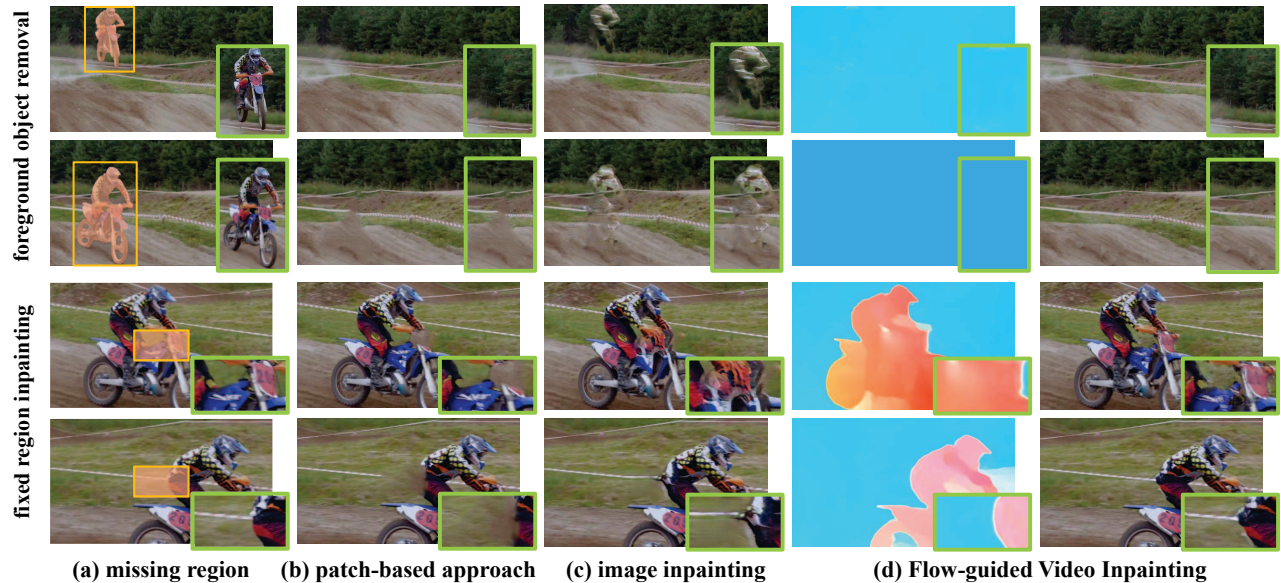 foreground object removal
fixed region inpainting
(a) missing region
(b) patch-based approach
(c) image inpainting
(d) Flow-guided Video Inpainting